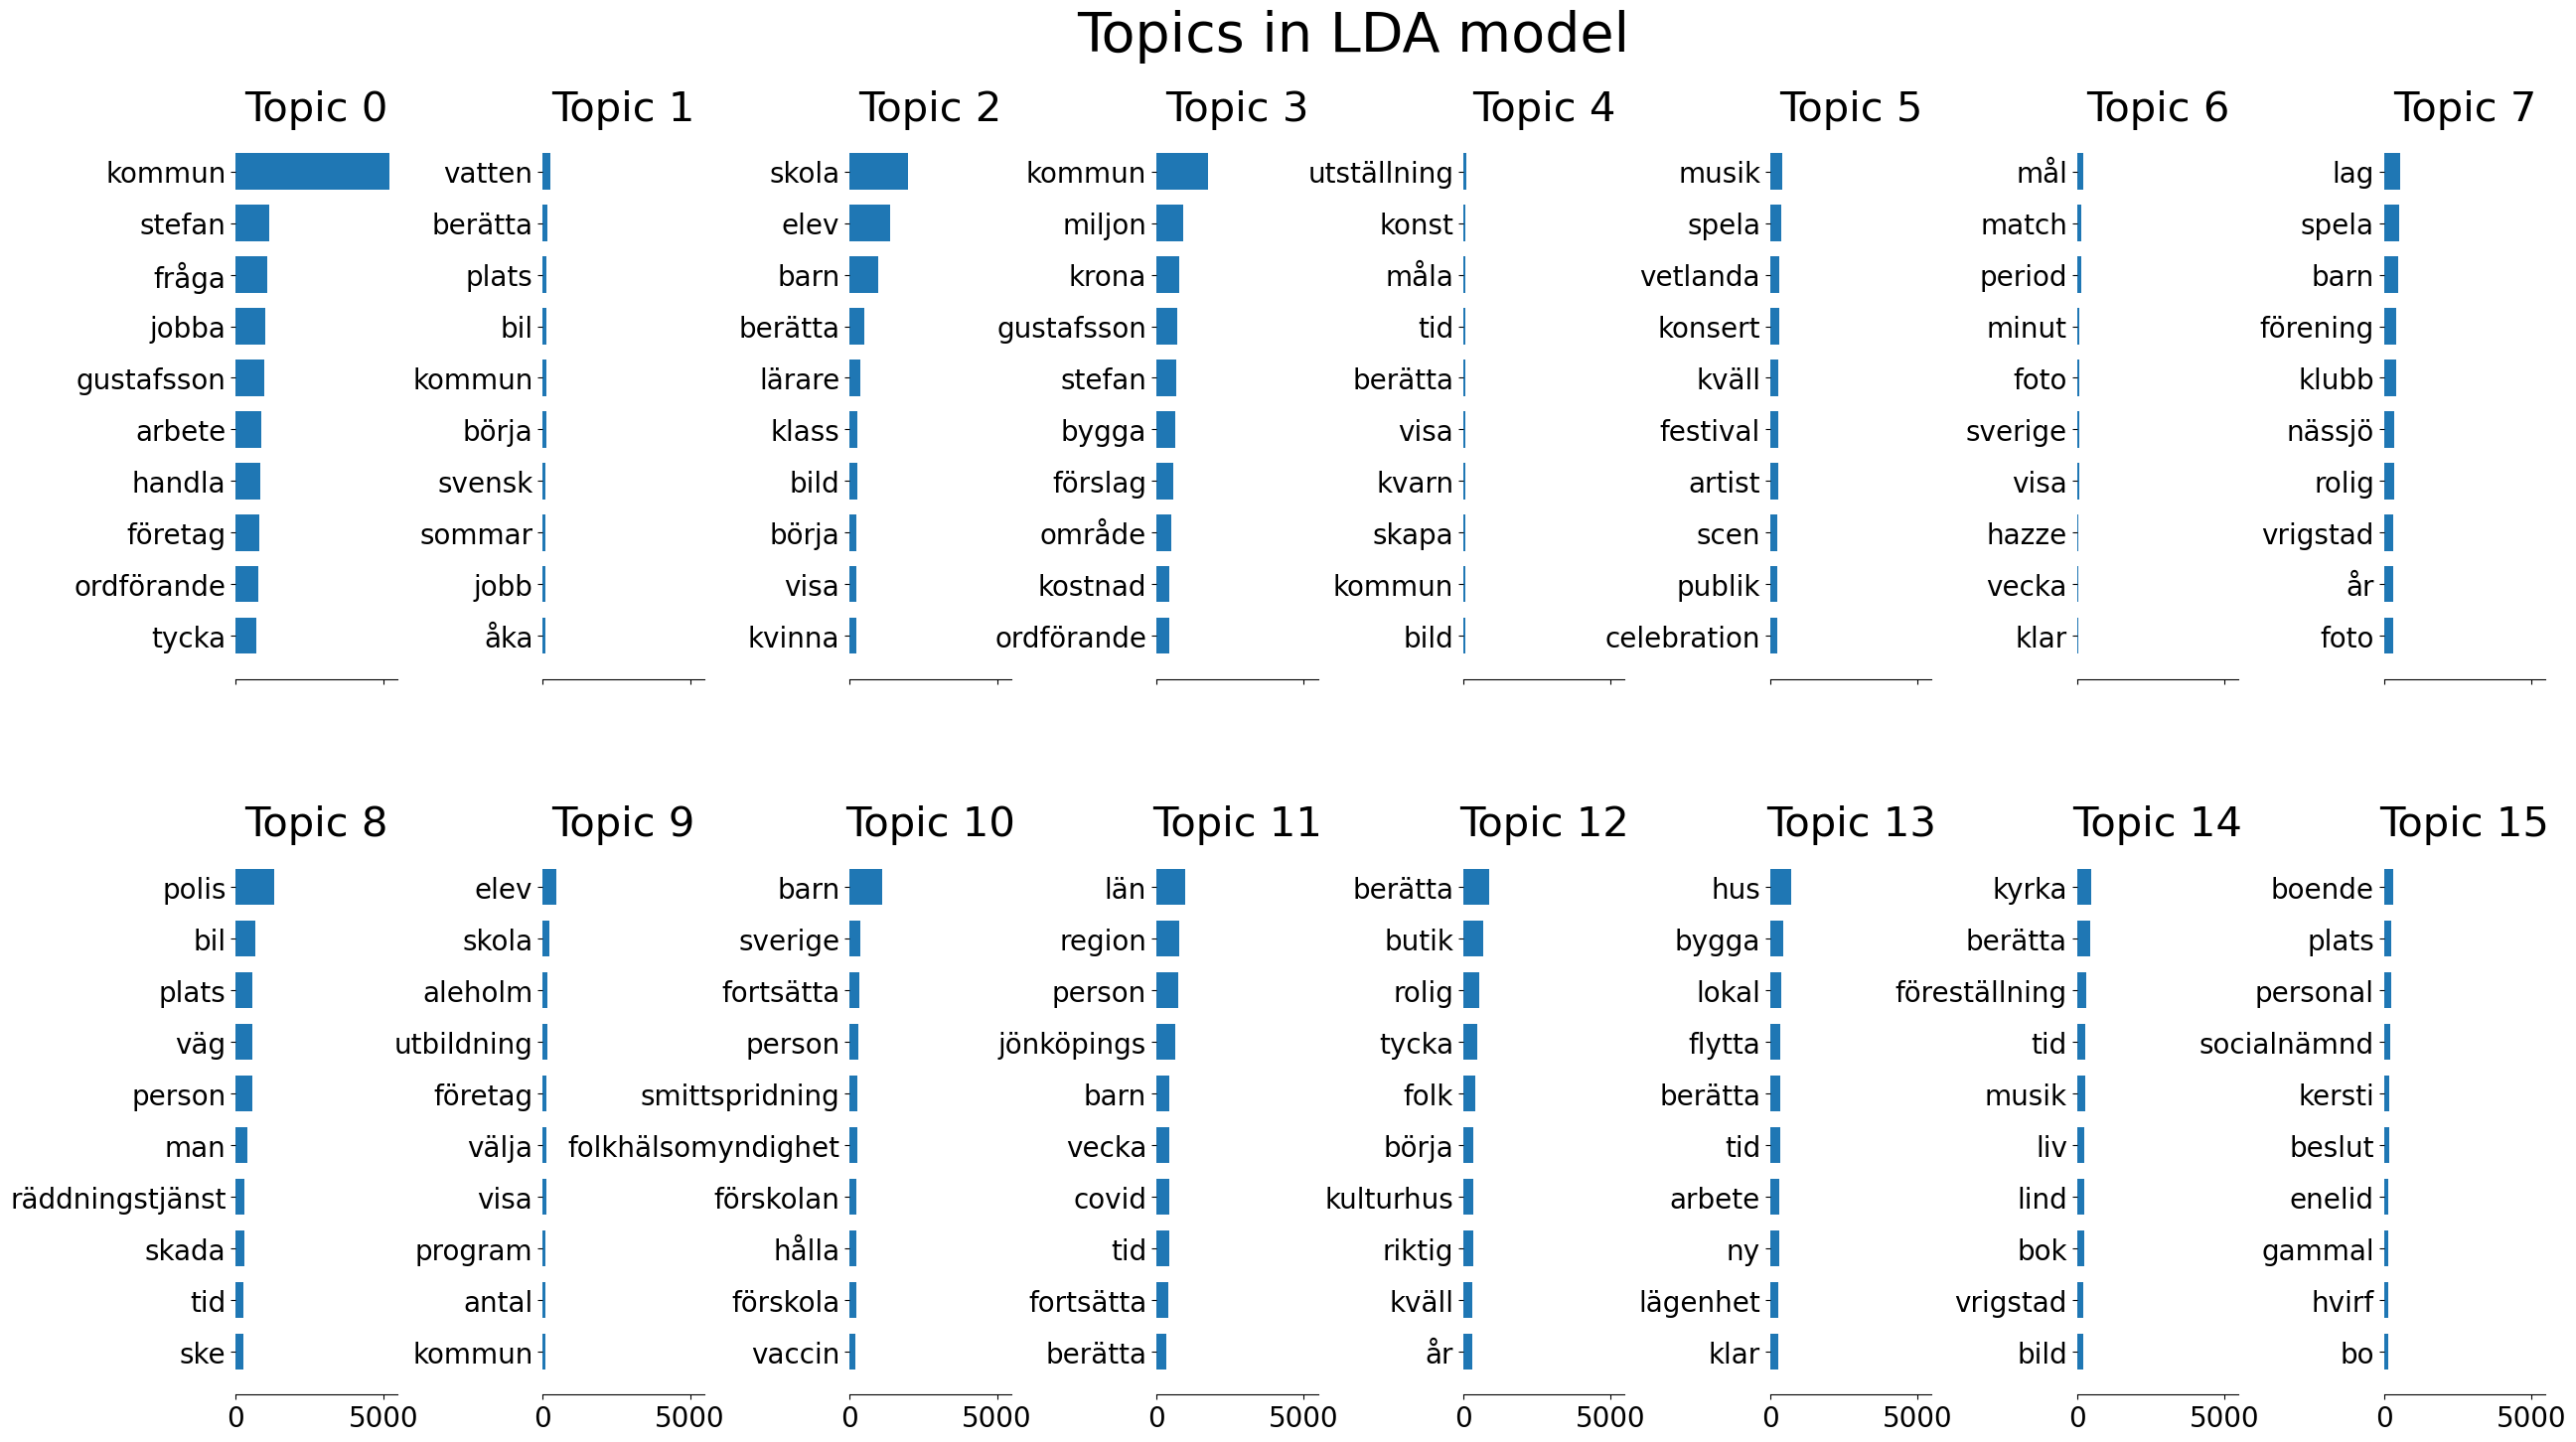 Topics in LDA model
Topic 0
kommun
stefan
fråga
jobba
gustafsson
arbete
handla
företag
ordförande
tycka
Topic 1
vatten
berätta
plats
bil
kommun
börja
svensk
sommar
jobb
åka
Topic 2
skola
elev
barn
berätta
lärare
klass
bild
börja
visa
kvinna
Topic 3
kommun
miljon
krona
gustafsson
stefan
bygga
förslag
område
kostnad
ordförande
Topic 4
utställning
konst
måla
tid
berätta
visa
kvarn
skapa
kommun
bild
Topic 5
musik
spela
vetlanda
konsert
kväll
festival
artist
scen
publik
celebration
Topic 6
mål
match
period
minut
foto
sverige
visa
hazze
vecka
klar
Topic 7
lag
spela
barn
förening
klubb
nässjö
rolig
vrigstad
år
foto
Topic 8
polis
bil
plats
väg
person
man
räddningstjänst
skada
tid
ske
0 5000
Topic 9
elev
skola
aleholm
utbildning
företag
välja
visa
program
antal
kommun
0 5000
Topic 10
barn
sverige
fortsätta
person
smittspridning
folkhälsomyndighet
förskolan
hålla
förskola
vaccin
0 5000
Topic 11
län
region
person
jönköpings
barn
vecka
covid
tid
fortsätta
berätta
0 5000
Topic 12
berätta
butik
rolig
tycka
folk
börja
kulturhus
riktig
kväll
år
0 5000
Topic 13
hus
bygga
lokal
flytta
berätta
tid
arbete
ny
lägenhet
klar
0 5000
Topic 14
kyrka
berätta
föreställning
tid
musik
liv
lind
bok
vrigstad
bild
0 5000
Topic 15
boende
plats
personal
socialnämnd
kersti
beslut
enelid
gammal
hvirf
bo
0 5000